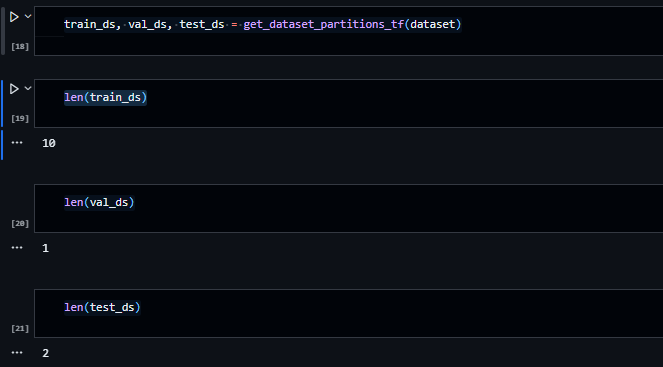 train_ds, val_ds, test_ds = get_dataset_partitions_tf(dataset)
[18]
len(train_ds)
[19]
10
len(val_ds)
[20]
1
len(test_ds)
[21]
2